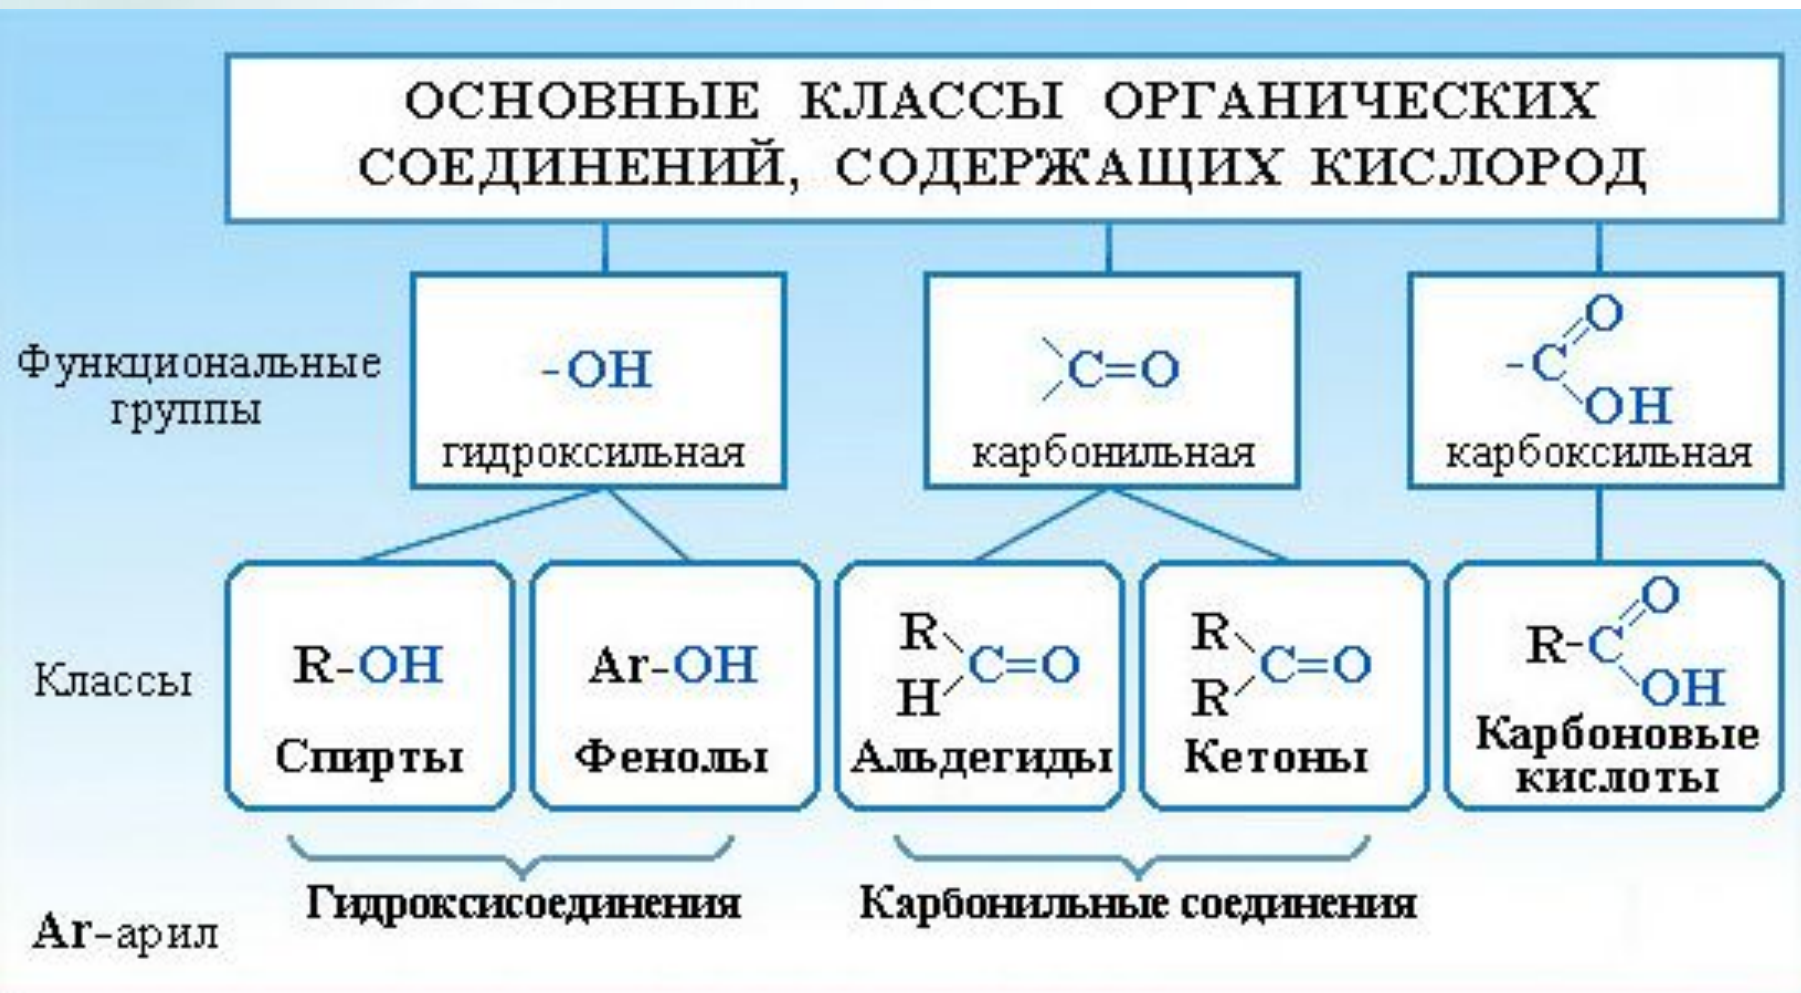 ОСНОВНЫЕ КЛАССЫ ОРГАНИЧЕСКИХ
СОЕДИНЕНИЙ, СОДЕРЖАЩИХ КИСЛОРОД
Функциональные
группы
-OH
гидроксильная
C=O
карбонильная
O
-C
OH
карбоксильная
Классы
R-OH
Спирты
Ar-OH
Фенолы
R
C=O
H
Альдегиды
R
C=O
R
Кетоны
O
R-C
OH
Карбоновые
кислоты
Гидроксисоединения
Карбонильные соединения
Ar-арил